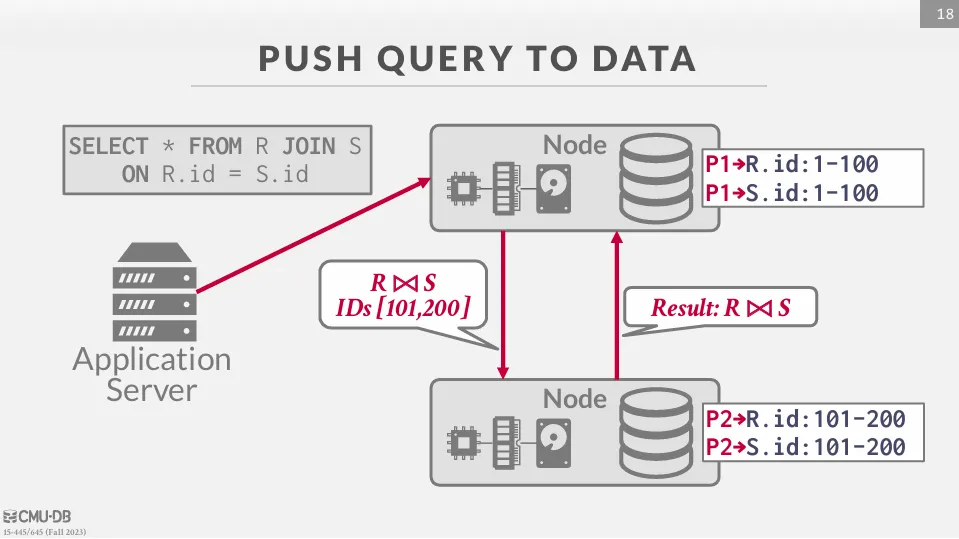 18
PUSH QUERY TO DATA
SELECT * FROM R JOIN S
ON R.id = S.id
Node
P1→R.id:1-100
P1→S.id:1-100
R ⋈ S
IDs [101,200]
Result: R ⋈ S
Application
Server
Node
P2→R.id:101-200
P2→S.id:101-200
CMU·DB
15-445/645 (Fall 2023)